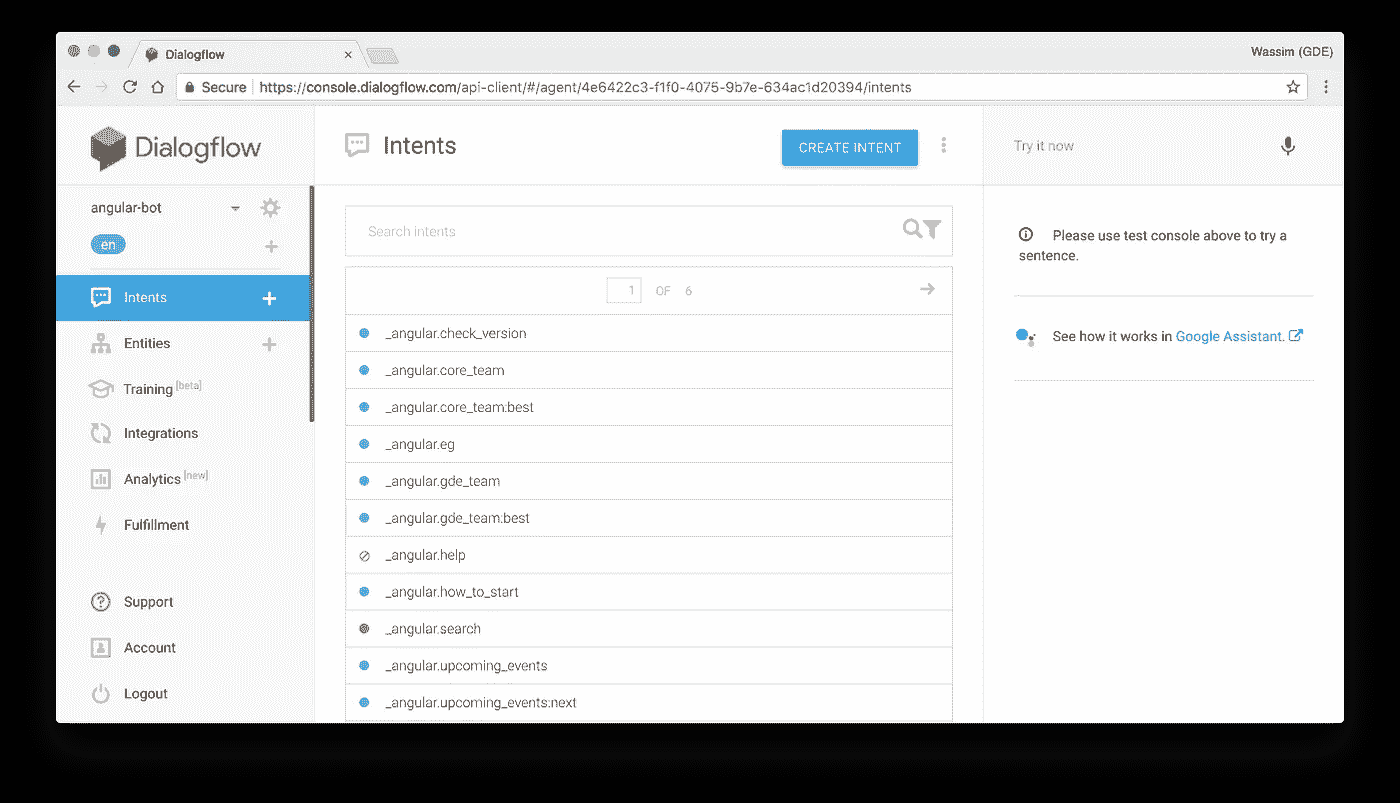 Dialogflow
Wassim (GDE)
Secure https://console.dialogflow.com/api-client/#/agent/4e6422c3-f1f0-4075-9b7e-634ac1d20394/intents
Dialogflow
angular-bot
en
Intents
Entities
Training [beta]
Integrations
Analytics [new]
Fulfillment
Support
Account
Logout
Intents
CREATE INTENT
Search intents
1 OF 6
_angular.check_version
_angular.core_team
_angular.core_team:best
_angular.eg
_angular.gde_team
_angular.gde_team:best
_angular.help
_angular.how_to_start
_angular.search
_angular.upcoming_events
_angular.upcoming_events:next
Try it now
Please use test console above to try a
sentence.
See how it works in Google Assistant.